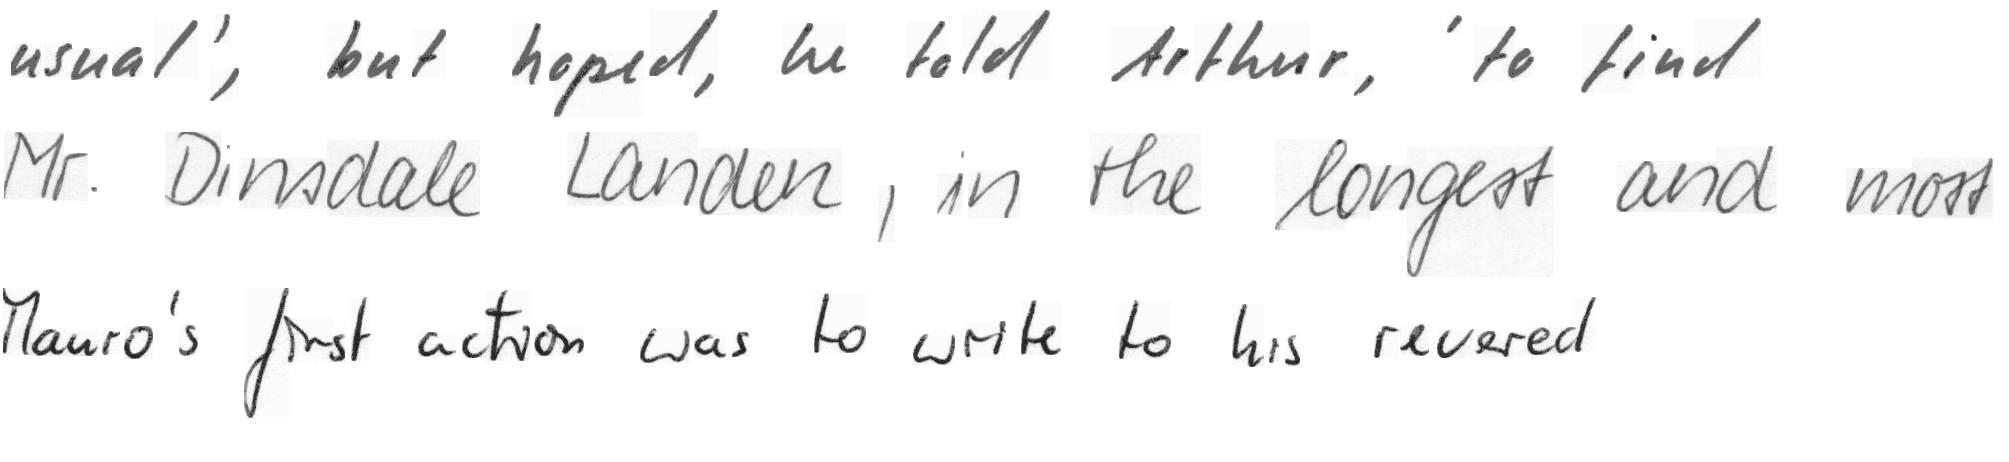 usual', but hoped, he told Arthur, 'to find
Mr. Dinsdale Landen, in the longest and most
Mauro's first action was to write to his revered